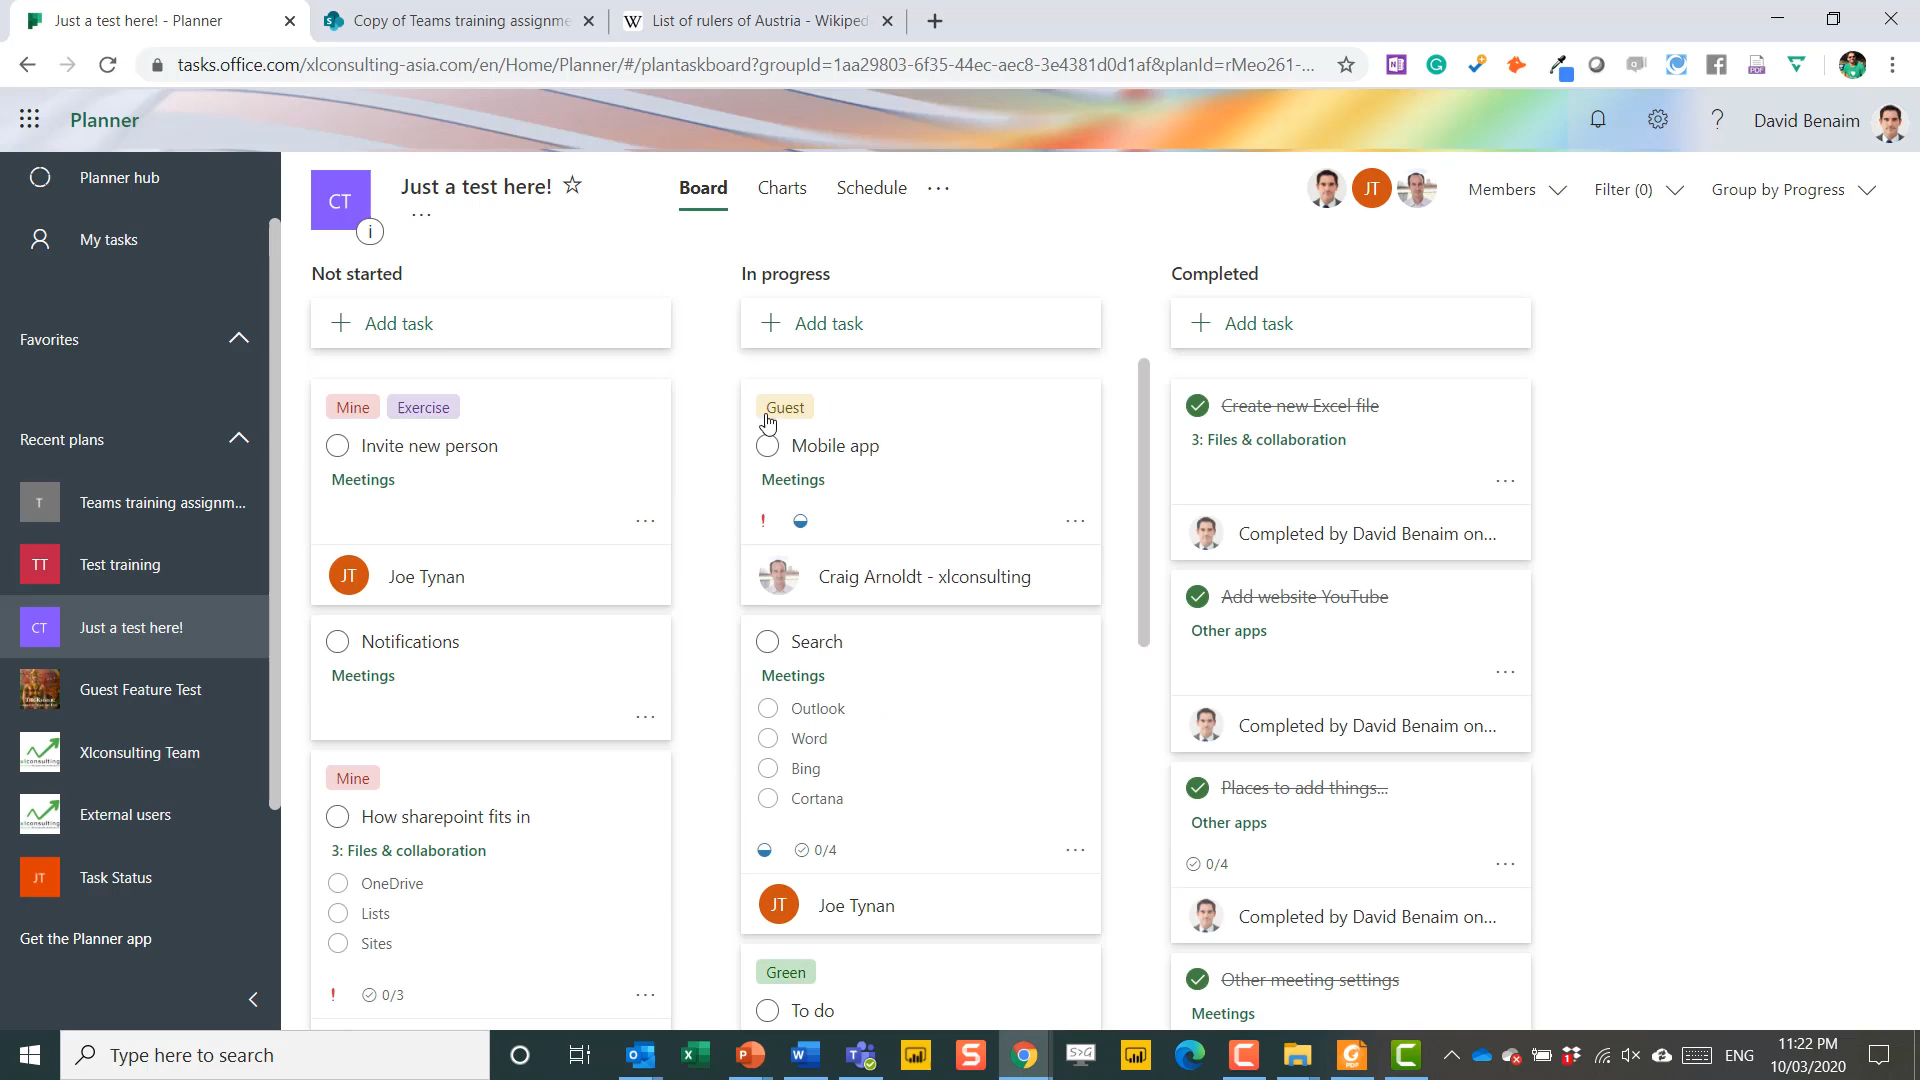 Just a test here! - Planner
Copy of Teams training assignme
List of rulers of Austria - Wikiped
tasks.office.com/xlconsulting-asia.com/en/Home/Planner/#/plantaskboard?groupId=1aa29803-6f35-44ec-aec8-3e4381d0d1af&planId=rMeo261-...
Planner
David Benaim
Planner hub
My tasks
Favorites
Recent plans
T Teams training assignm...
TT Test training
CT Just a test here!
Guest Feature Test
Xlconsulting Team
External users
JT Task Status
Get the Planner app
CT
Just a test here!
Board Charts Schedule
JT
Members Filter (0) Group by Progress
Not started
Add task
Mine Exercise
Invite new person
Meetings
JT Joe Tynan
Notifications
Meetings
Mine
How sharepoint fits in
3: Files & collaboration
OneDrive
Lists
Sites
! 0/3
In progress
Add task
Guest
Mobile app
Meetings
!
Craig Arnoldt - xlconsulting
Search
Meetings
Outlook
Word
Bing
Cortana
0/4
JT Joe Tynan
Green
To do
Completed
Add task
Create new Excel file
3: Files & collaboration
Completed by David Benaim on...
Add website YouTube
Other apps
Completed by David Benaim on...
Places to add things...
Other apps
0/4
Completed by David Benaim on...
Other meeting settings
Meetings
Type here to search
ENG
11:22 PM
10/03/2020